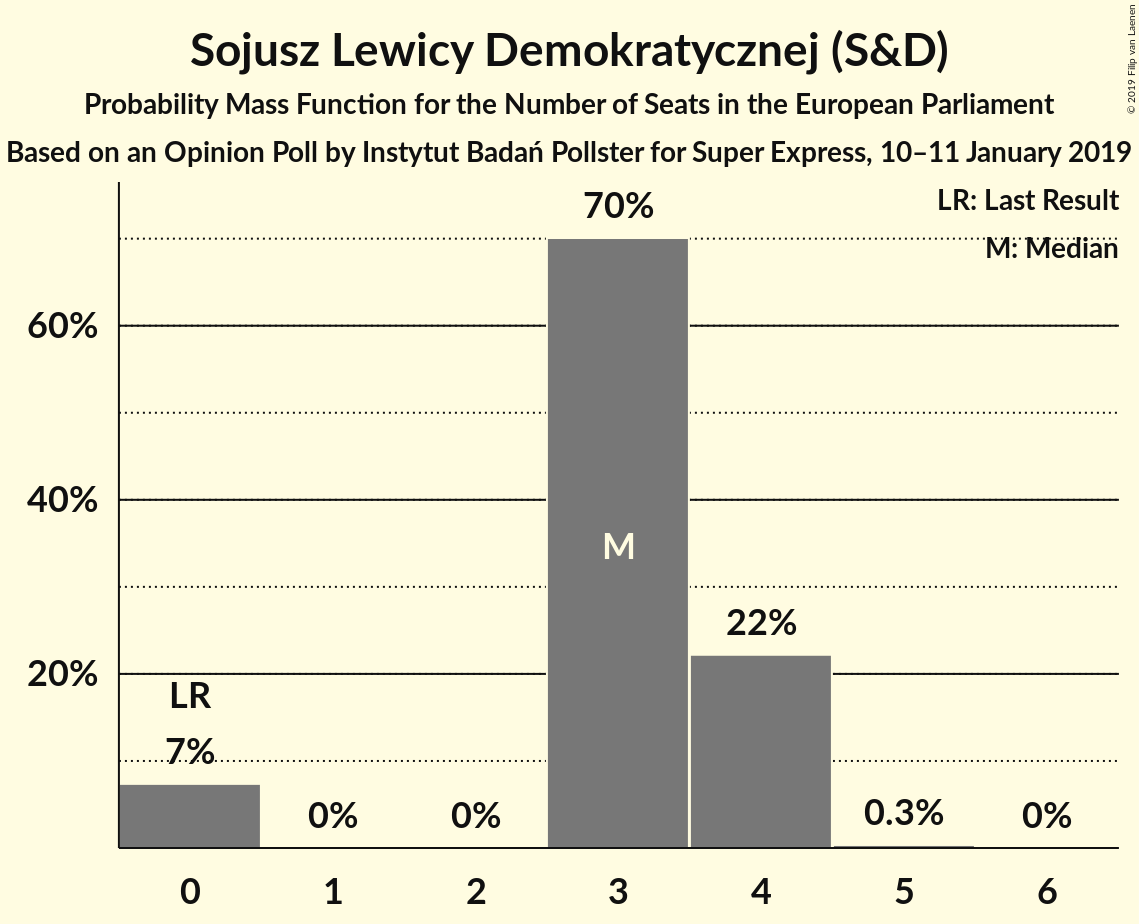 Sojusz Lewicy Demokratycznej (S&D)
Probability Mass Function for the Number of Seats in the European Parliament
Based on an Opinion Poll by Instytut Badań Pollster for Super Express, 10–11 January 2019
© 2019 Filip van Laenen
LR: Last Result
M: Median
70%
60%
40%
M
22%
20%
LR
7%
0%
0%
0.3%
0%
0 1 2 3 4 5 6